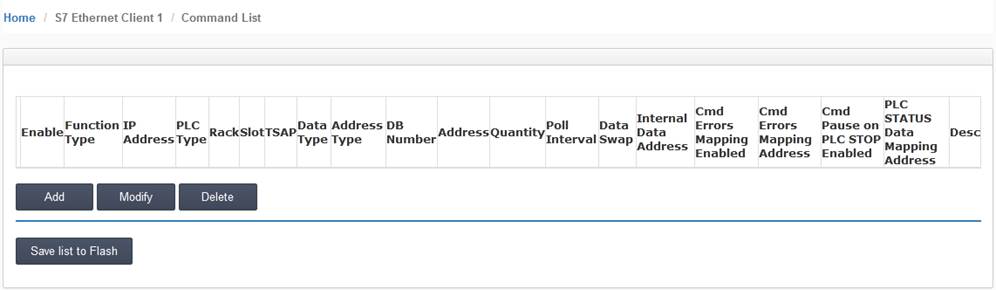 Home / S7 Ethernet Client 1 / Command List
Enable Function Type IP Address PLC Type Rack Slot TSAP Data Type Address Type DB Number Address Quantity Poll Interval Data Swap Internal Data Address Cmd Errors Mapping Enabled Cmd Errors Mapping Address Cmd Pause on PLC STOP Enabled PLC STATUS Data Mapping Address Desc
Add Modify Delete
Save list to Flash